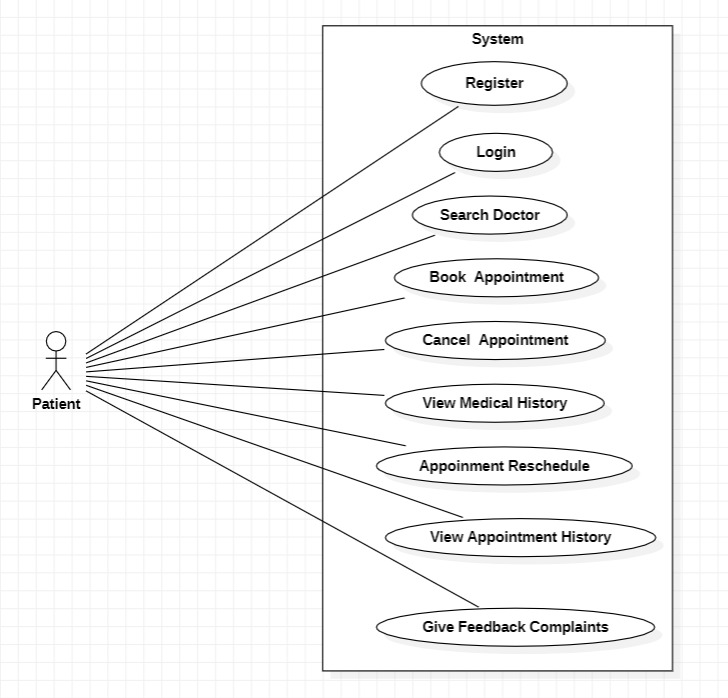 System
Register
Login
Search Doctor
Book  Appointment
Cancel  Appointment
Patient
View Medical History
Appoinment Reschedule
View Appointment History
Give Feedback Complaints